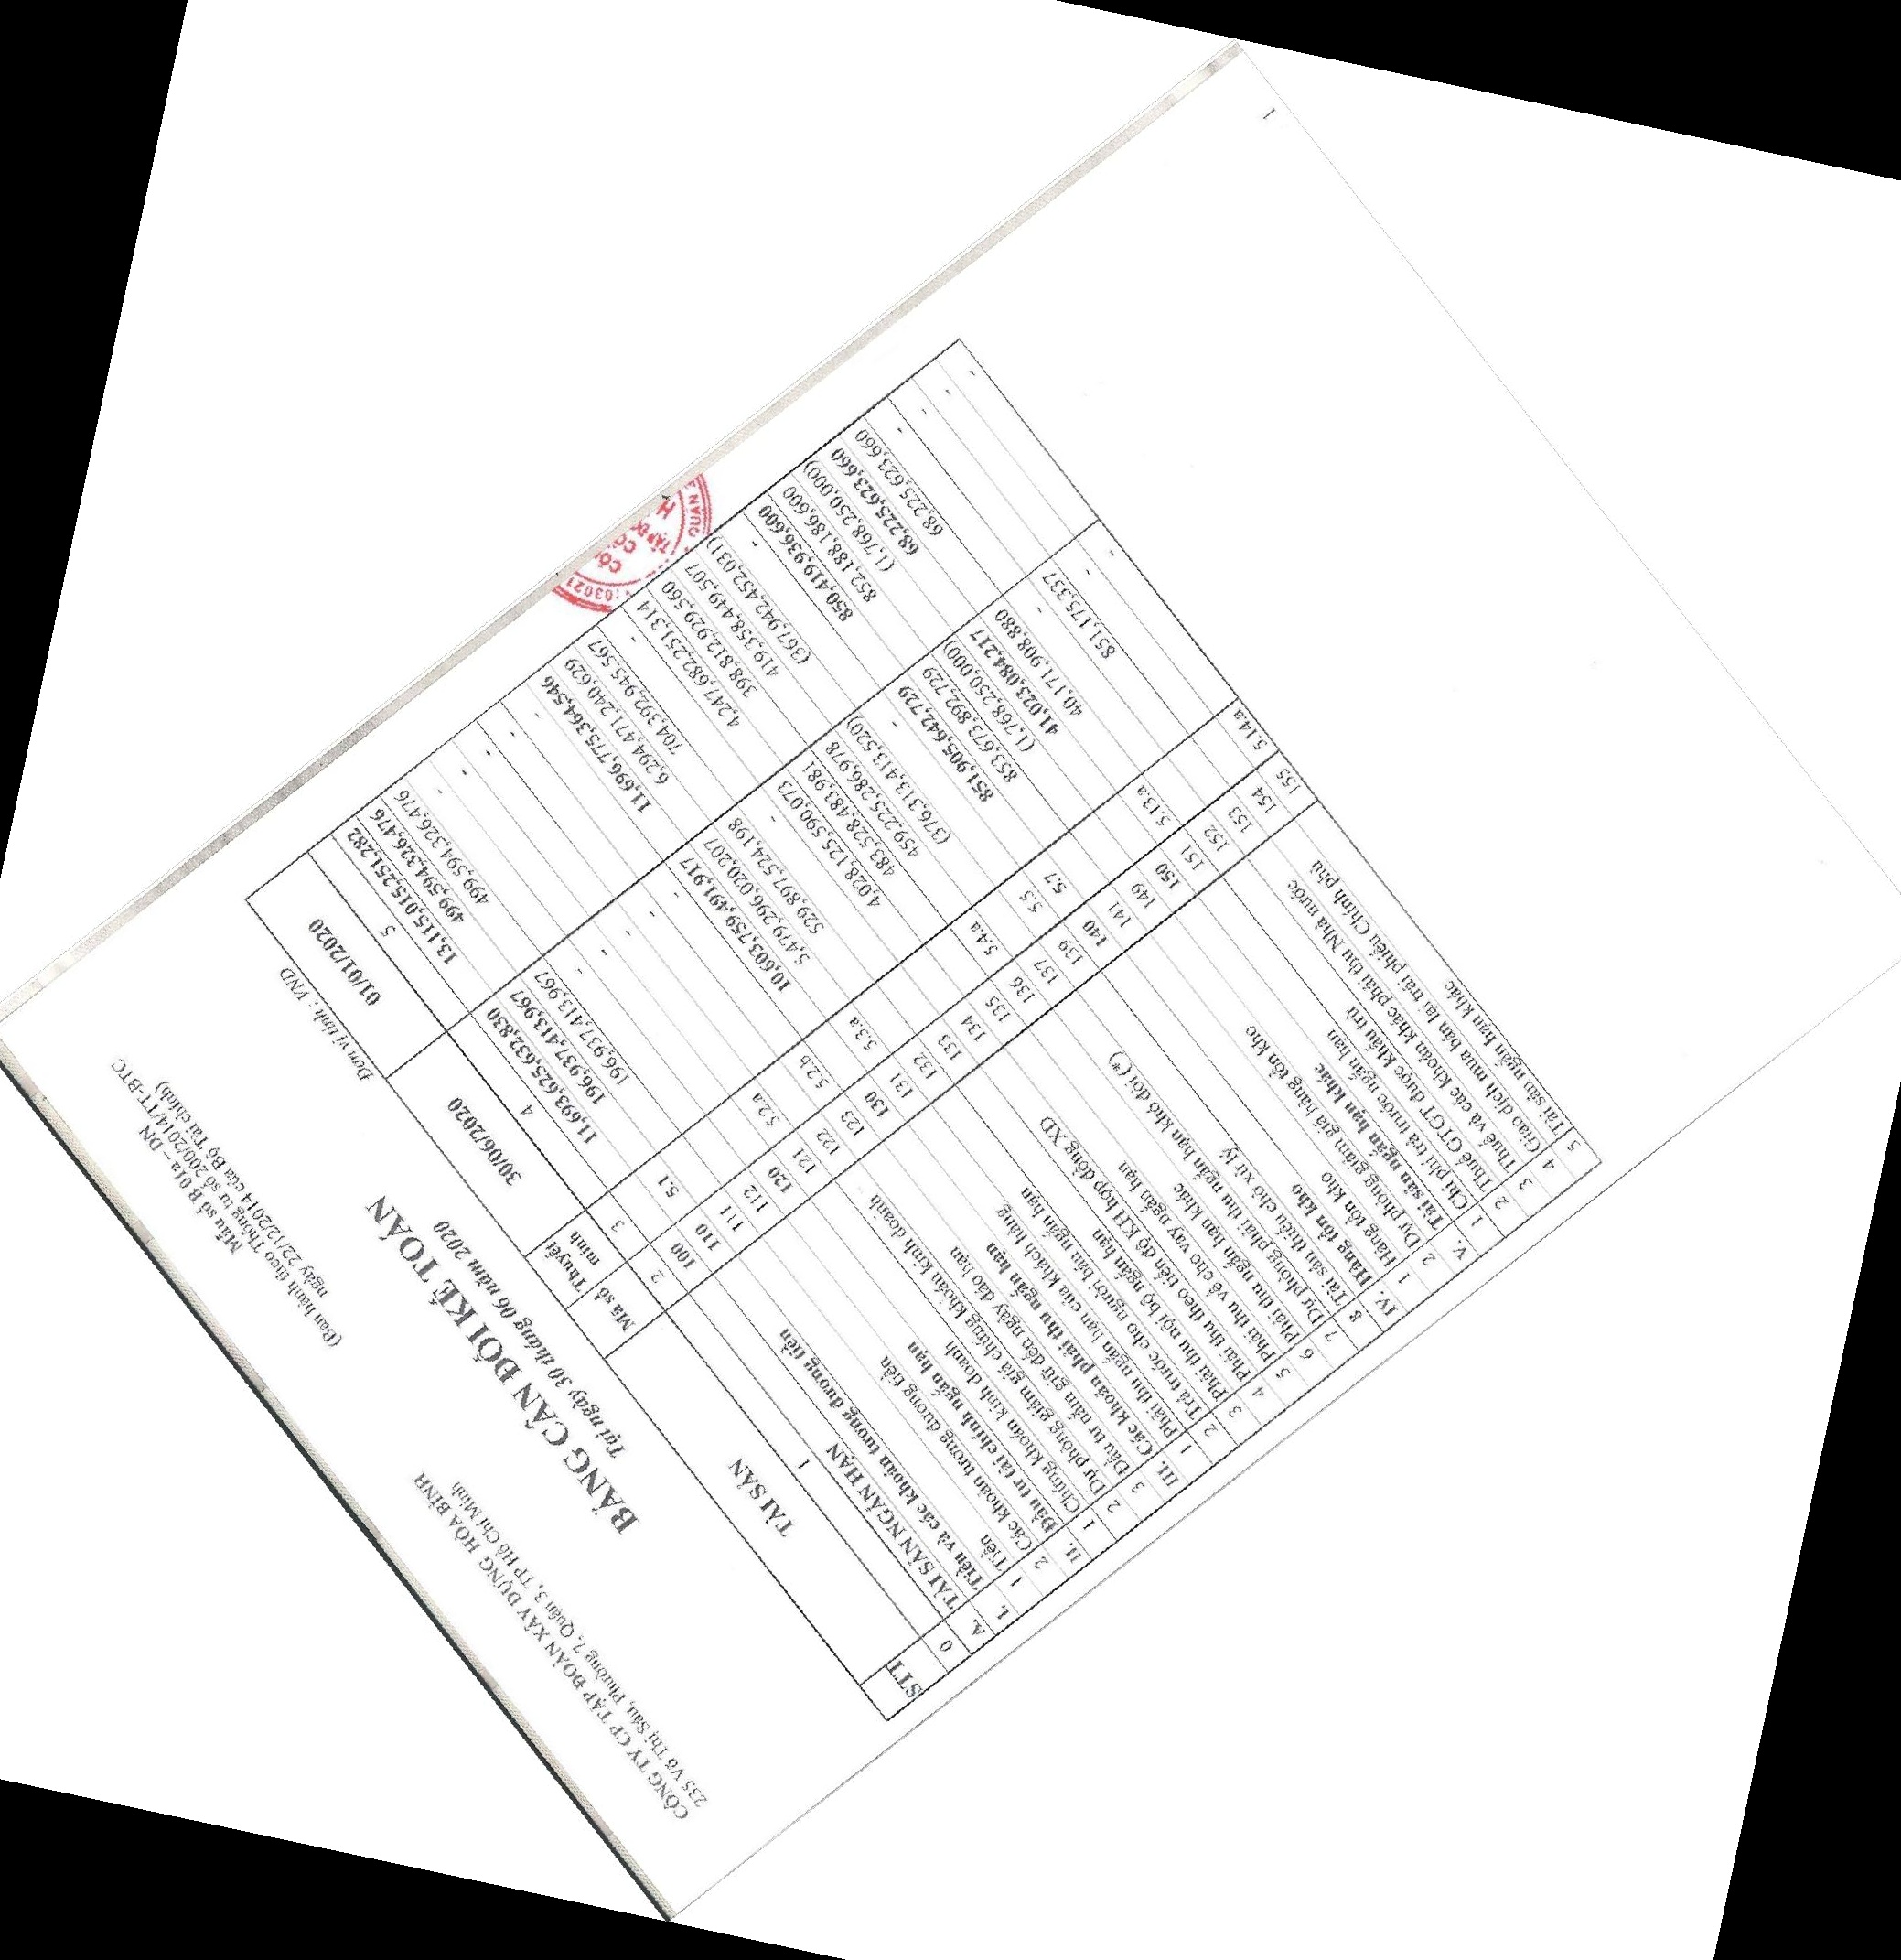 CÔNG TY CP TẬP ĐOÀN XÂY DỰNG HÒA BÌNH
235 Võ Thị Sáu, Phường 7, Quận 3, TP Hồ Chí Minh
Mẫu số B 01a – DN
(Ban hành theo Thông tư số 200/2014/TT-BTC
ngày 22/12/2014 của Bộ Tài chính)
BẢNG CÂN ĐỐI KẾ TOÁN
Tại ngày 30 tháng 06 năm 2020
Đơn vị tính: VND
STT TÀI SẢN Mã số Thuyết minh 30/06/2020 01/01/2020
0 1 2 3 4 5
A. TÀI SẢN NGẮN HẠN 100 11,693,625,632,830 13,115,015,251,282
I. Tiền và các khoản tương đương tiền 110 196,937,413,967 499,594,326,476
1 Tiền 111 5.1 196,937,413,967 499,594,326,476
2 Các khoản tương đương tiền 112 - -
II. Đầu tư tài chính ngắn hạn 120 - -
1 Chứng khoán kinh doanh 121 5.2.a - -
2 Dự phòng giảm giá chứng khoán kinh doanh 122 - -
3 Đầu tư nắm giữ đến ngày đáo hạn 123 5.2.b - -
III. Các khoản phải thu ngắn hạn 130 10,603,759,491,917 11,696,775,364,546
1 Phải thu ngắn hạn của khách hàng 131 5.3.a 5,479,296,020,207 6,294,471,240,629
2 Trả trước cho người bán ngắn hạn 132 529,897,524,198 704,392,945,567
3 Phải thu nội bộ ngắn hạn 133 - -
4 Phải thu theo tiến độ KH hợp đồng XD 134 4,028,125,590,073 4,247,682,251,314
5 Phải thu về cho vay ngắn hạn 135 483,528,483,981 398,812,929,560
6 Phải thu ngắn hạn khác 136 5.4.a 459,225,286,978 419,358,449,507
7 Dự phòng phải thu ngắn hạn khó đòi (*) 137 (376,313,413,520) (367,942,452,031)
8 Tài sản thiếu chờ xử lý 139 5.5 - -
IV. Hàng tồn kho 140 851,905,642,729 850,419,936,600
1 Hàng tồn kho 141 5.7 853,673,892,729 852,188,186,600
2 Dự phòng giảm giá hàng tồn kho 149 (1,768,250,000) (1,768,250,000)
V. Tài sản ngắn hạn khác 150 41,023,084,217 68,225,623,660
1 Chi phí trả trước ngắn hạn 151 5.13.a 40,171,908,880 68,225,623,660
2 Thuế GTGT được khấu trừ 152 - -
3 Thuế và các khoản khác phải thu Nhà nước 153 851,175,337 -
4 Giao dịch mua bán lại trái phiếu Chính phủ 154 - -
5 Tài sản ngắn hạn khác 155 5.14.a - -
03021
CÔ
TẬP ĐO
H
QUẬN
1